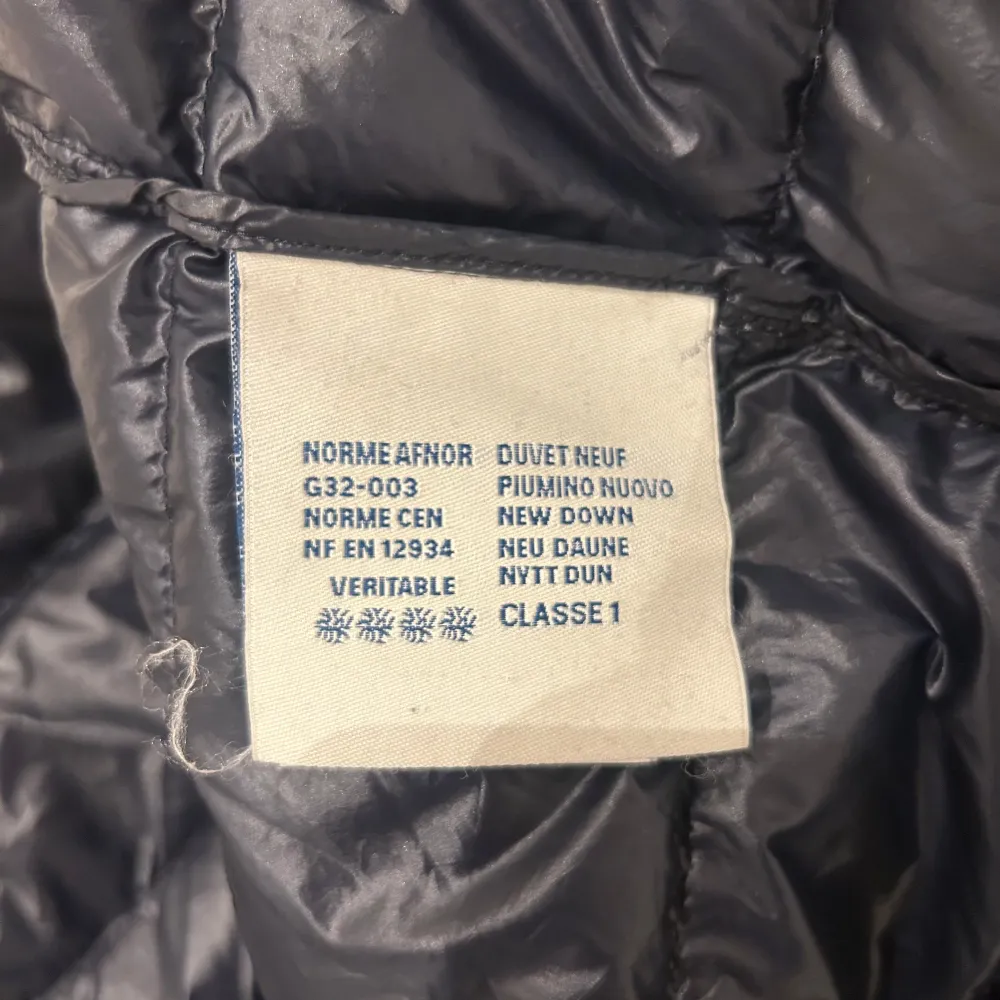 NORME AFNOR
G32-003
NORME CEN
NF EN 12934
VERITABLE
DUVET NEUF
PIUMINO NUOVO
NEW DOWN
NEU DAUNE
NYTT DUN
CLASSE 1